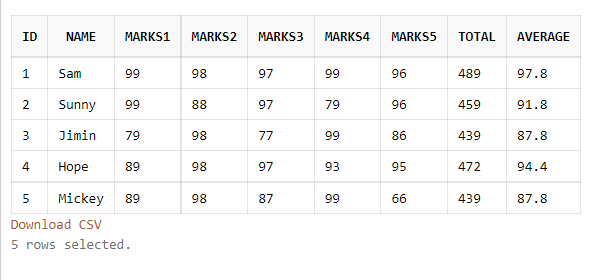 ID NAME MARKS1 MARKS2 MARKS3 MARKS4 MARKS5 TOTAL AVERAGE
1 Sam 99 98 97 99 96 489 97.8
2 Sunny 99 88 97 79 96 459 91.8
3 Jimin 79 98 77 99 86 439 87.8
4 Hope 89 98 97 93 95 472 94.4
5 Mickey 89 98 87 99 66 439 87.8
Download CSV
5 rows selected.